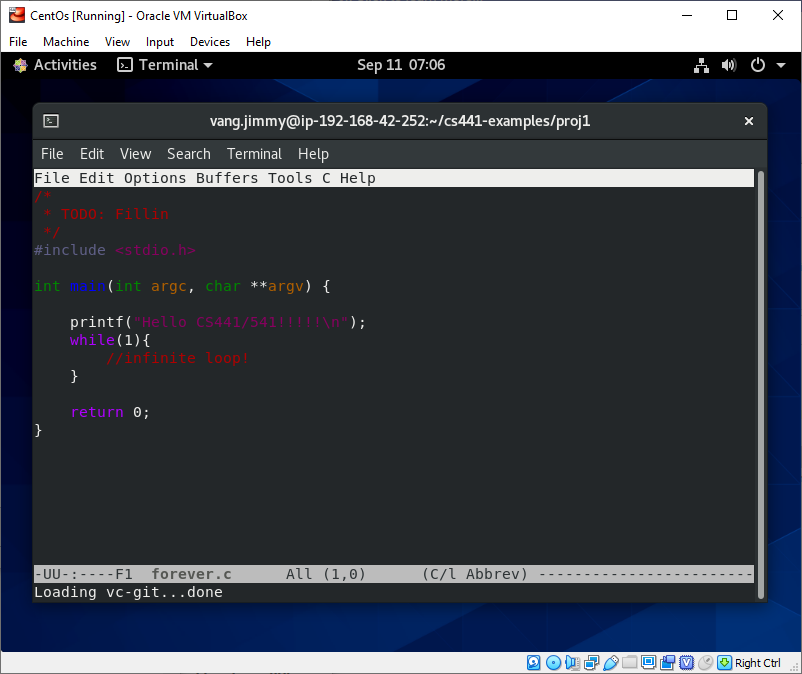 CentOs [Running] - Oracle VM VirtualBox
File Machine View Input Devices Help
Activities Terminal Sep 11 07:06
vang.jimmy@ip-192-168-42-252:~/cs441-examples/proj1
File Edit View Search Terminal Help
File Edit Options Buffers Tools C Help
/*
 * TODO: Fillin
 */
#include <stdio.h>
int main(int argc, char **argv) {
    printf("Hello CS441/541!!!!!\n");
    while(1){
        //infinite loop!
    }
    return 0;
}
-UU-:----F1  forever.c      All (1,0)      (C/l Abbrev) ------------------------
Loading vc-git...done
Right Ctrl